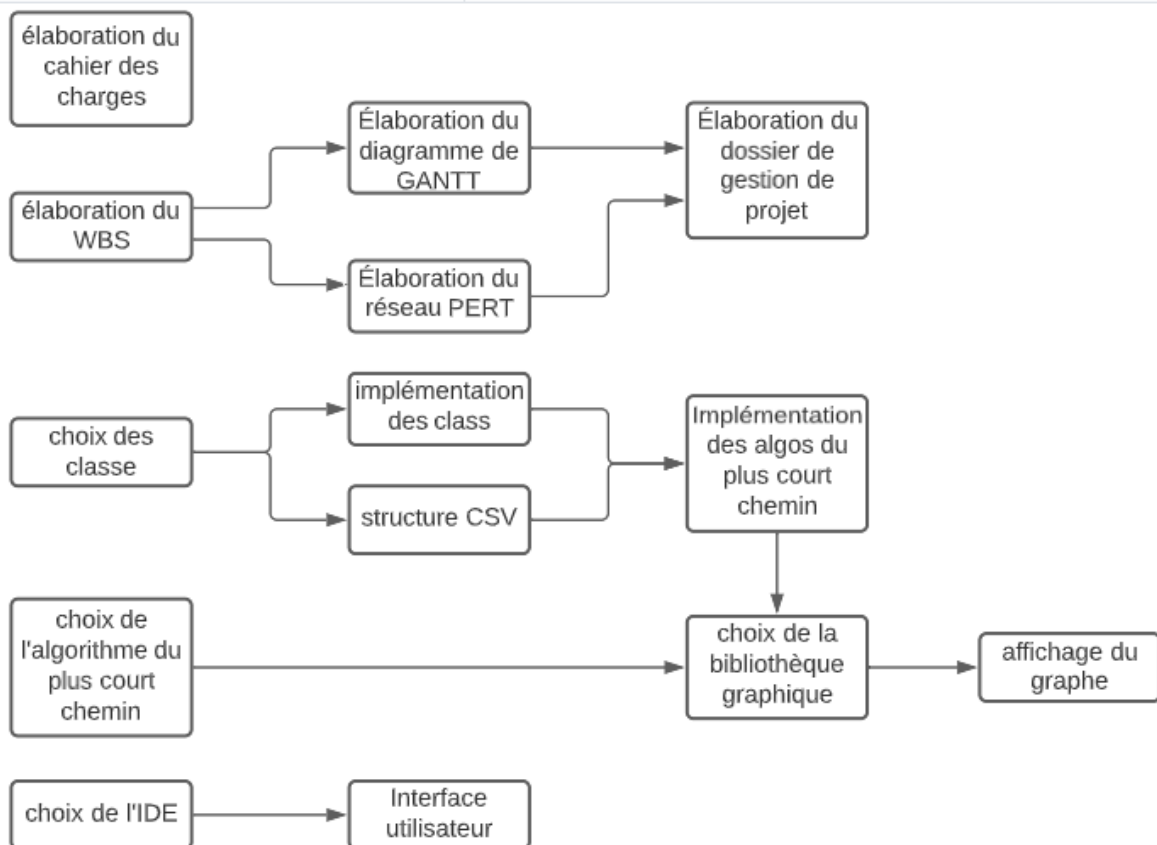 élaboration du
cahier des
charges
Élaboration du
diagramme de
GANTT
Élaboration du
dossier de
gestion de
projet
élaboration du
WBS
Élaboration du
réseau PERT
implémentation
des class
Implémentation
des algos du
plus court
chemin
choix des
classe
structure CSV
choix de
l'algorithme du
plus court
chemin
choix de la
bibliothèque
graphique
affichage du
graphe
choix de l'IDE
Interface
utilisateur